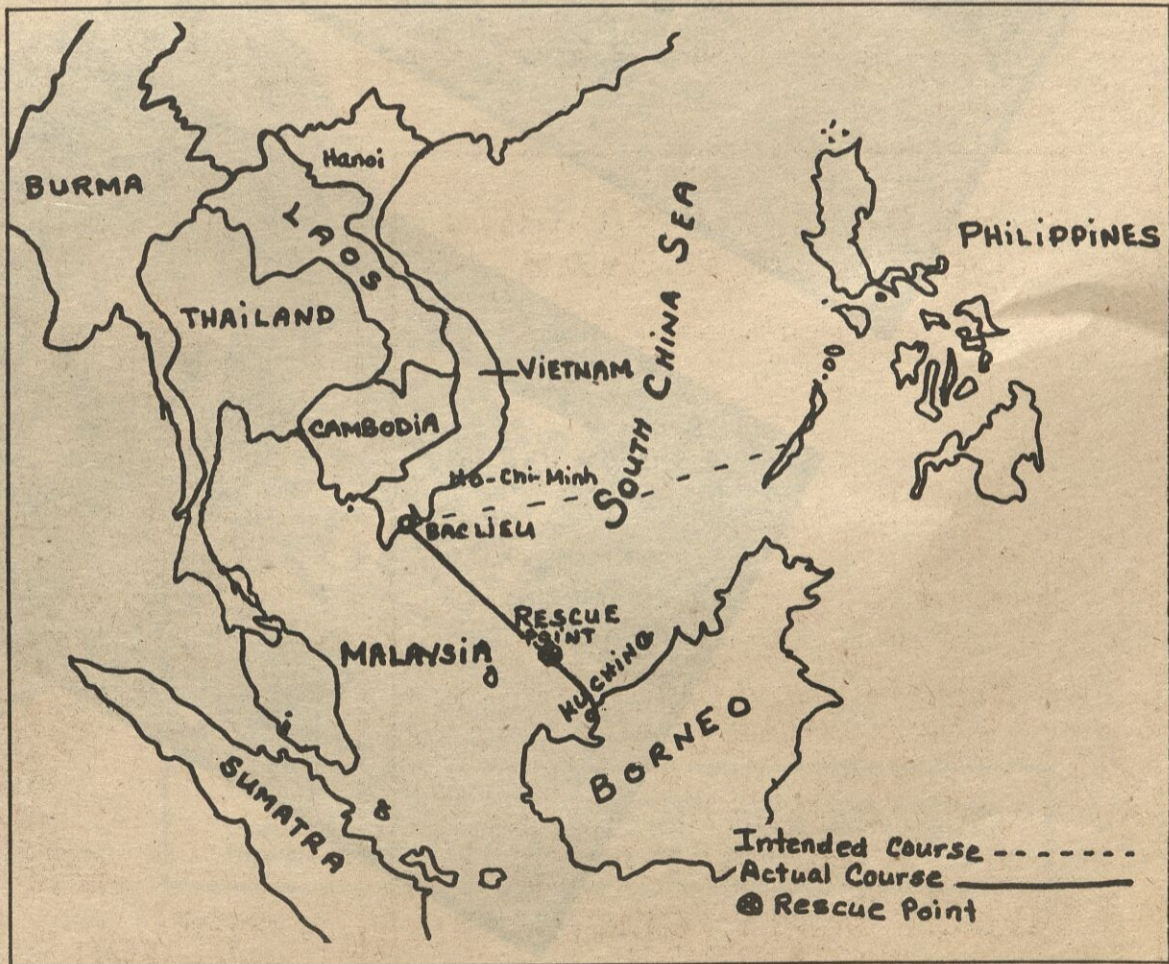 Hanoi
BURMA
LAOS
PHILIPPINES
SOUTH CHINA SEA
THAILAND
VIETNAM
CAMBODIA
Ho-Chi-Minh
BAC LIEU
RESCUE
POINT
MALAYSIA
KUCHING
BORNEO
SUMATRA
Intended Course
Actual Course
Rescue Point